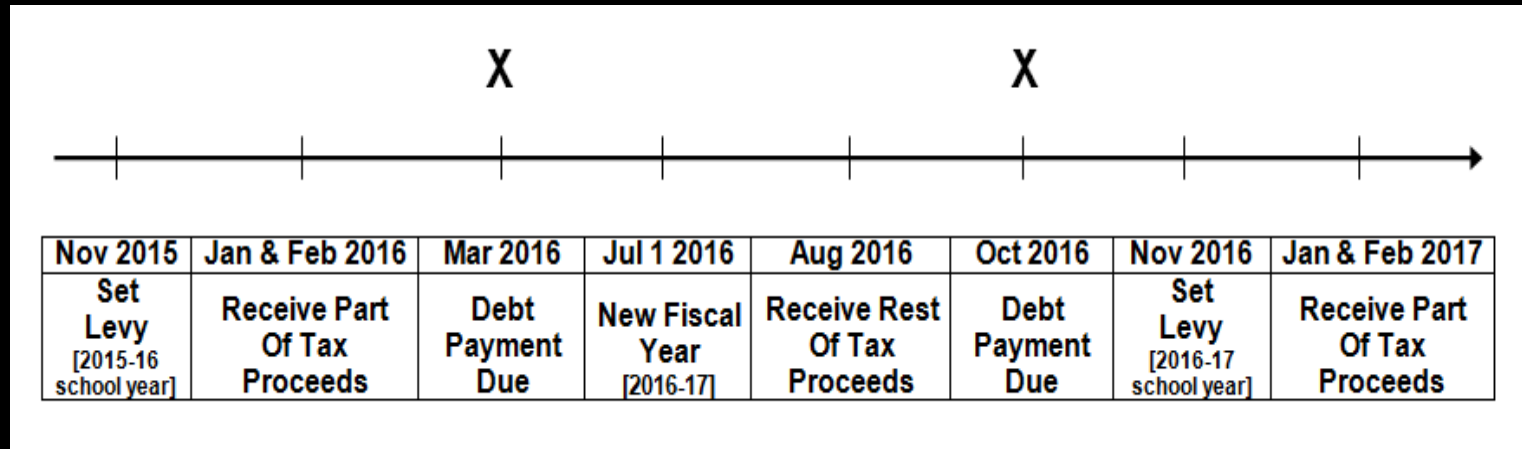 X X
Nov 2015 Jan & Feb 2016 Mar 2016 Jul 1 2016 Aug 2016 Oct 2016 Nov 2016 Jan & Feb 2017
Set
Levy
[2015-16
school year]
Receive Part
Of Tax
Proceeds
Debt
Payment
Due
New Fiscal
Year
[2016-17]
Receive Rest
Of Tax
Proceeds
Debt
Payment
Due
Set
Levy
[2016-17
school year]
Receive Part
Of Tax
Proceeds